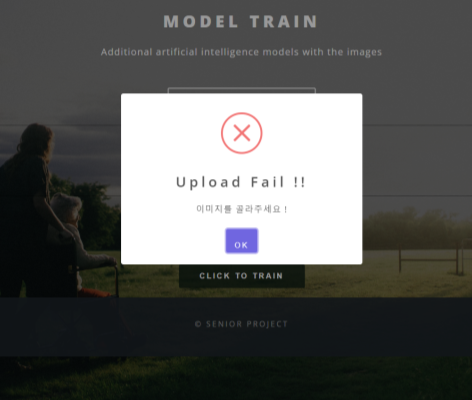 MODEL TRAIN
Additional artificial intelligence models with the images
Upload Fail !!
이미지를 골라주세요 !
OK
CLICK TO TRAIN
© SENIOR PROJECT